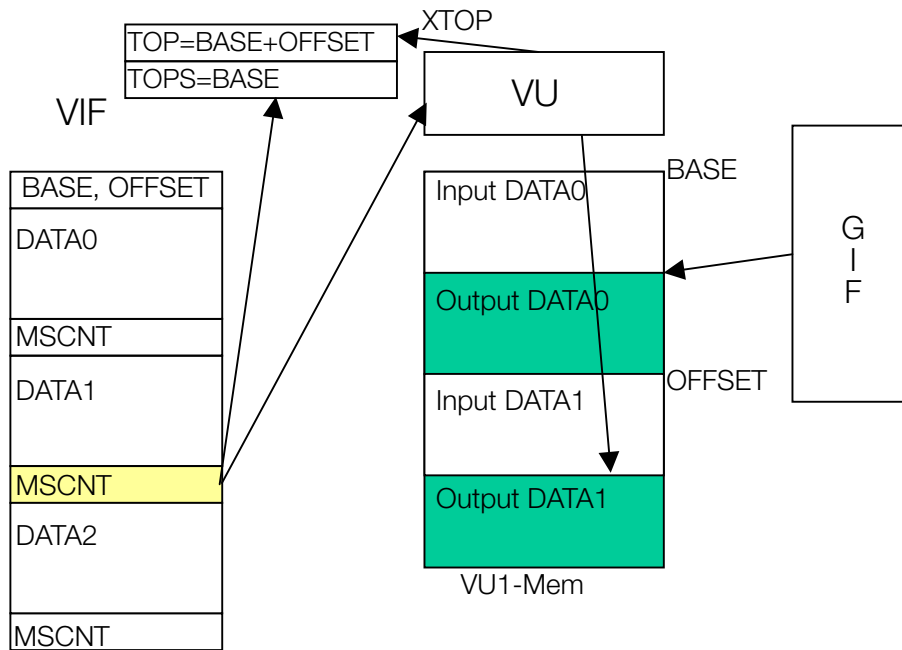 XTOP
TOP=BASE+OFFSET
TOPS=BASE
VIF
VU
BASE, OFFSET
DATA0
MSCNT
DATA1
MSCNT
DATA2
MSCNT
BASE
Input DATA0
Output DATA0
OFFSET
Input DATA1
Output DATA1
VU1-Mem
G
I
F